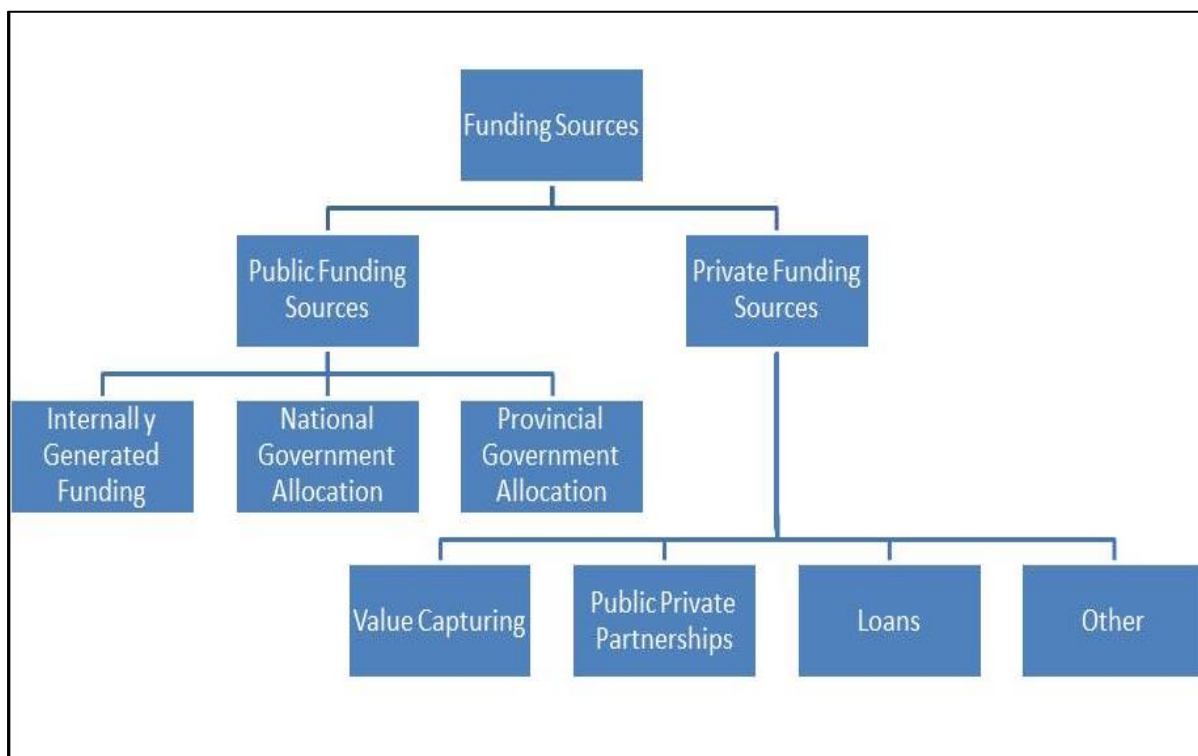 Funding Sources
Public Funding
Sources
Private Funding
Sources
Internall y
Generated
Funding
National
Government
Allocation
Provincial
Government
Allocation
Value Capturing
Public Private
Partnerships
Loans
Other